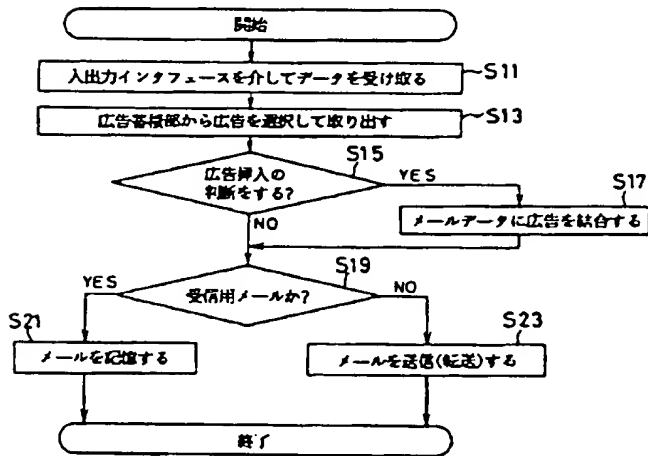 開始
入出力インタフェースを介してデータを受け取る
S11
広告蓄積部から広告を選択して取り出す
S13
S15
広告挿入の
判断をする?
YES
S17
メールデータに広告を結合する
NO
S19
YES
受信用メールか?
NO
S21
メールを記憶する
S23
メールを送信(転送)する
終了